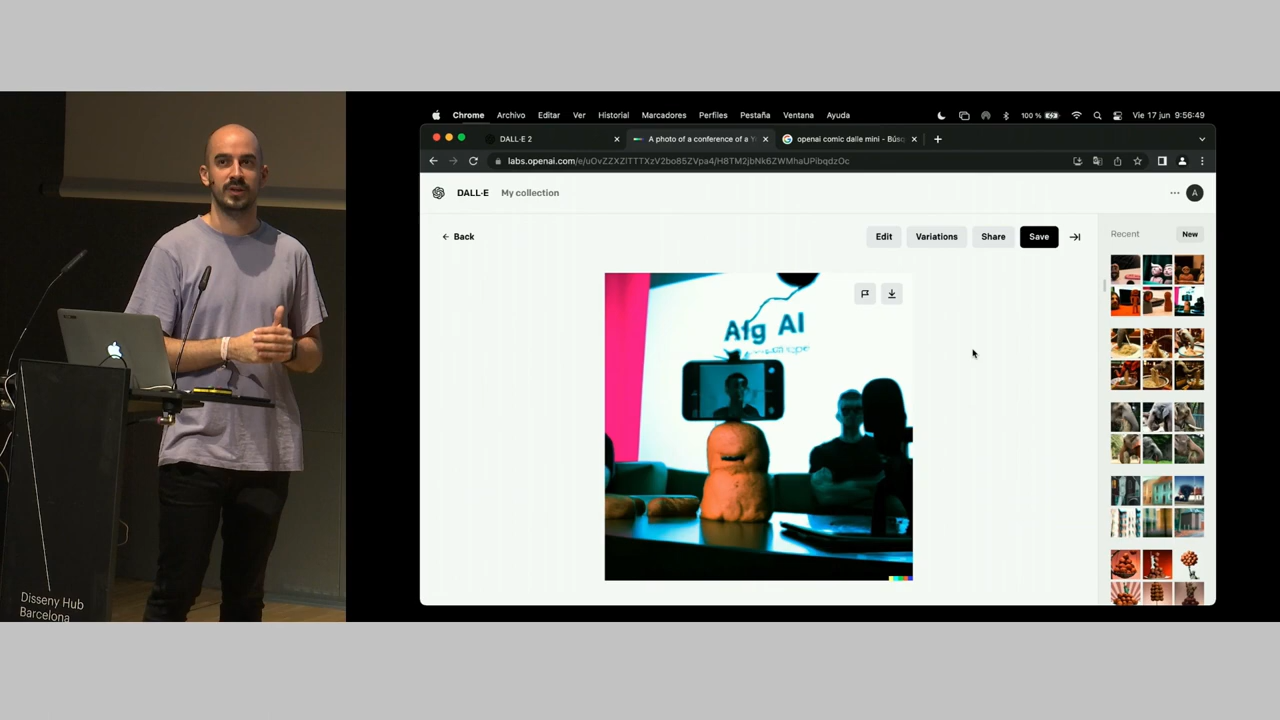 Chrome Archivo Editar Ver Historial Marcadores Perfiles Pestaña Ventana Ayuda 100 % Vie 17 jun 9:56:49
DALL·E 2 A photo of a conference of a Y openai comic dalle mini - Búsq
labs.openai.com/e/
DALL·E My collection A
Back Edit Variations Share Save
Recent New
Afg AI
Disseny Hub
Barcelona